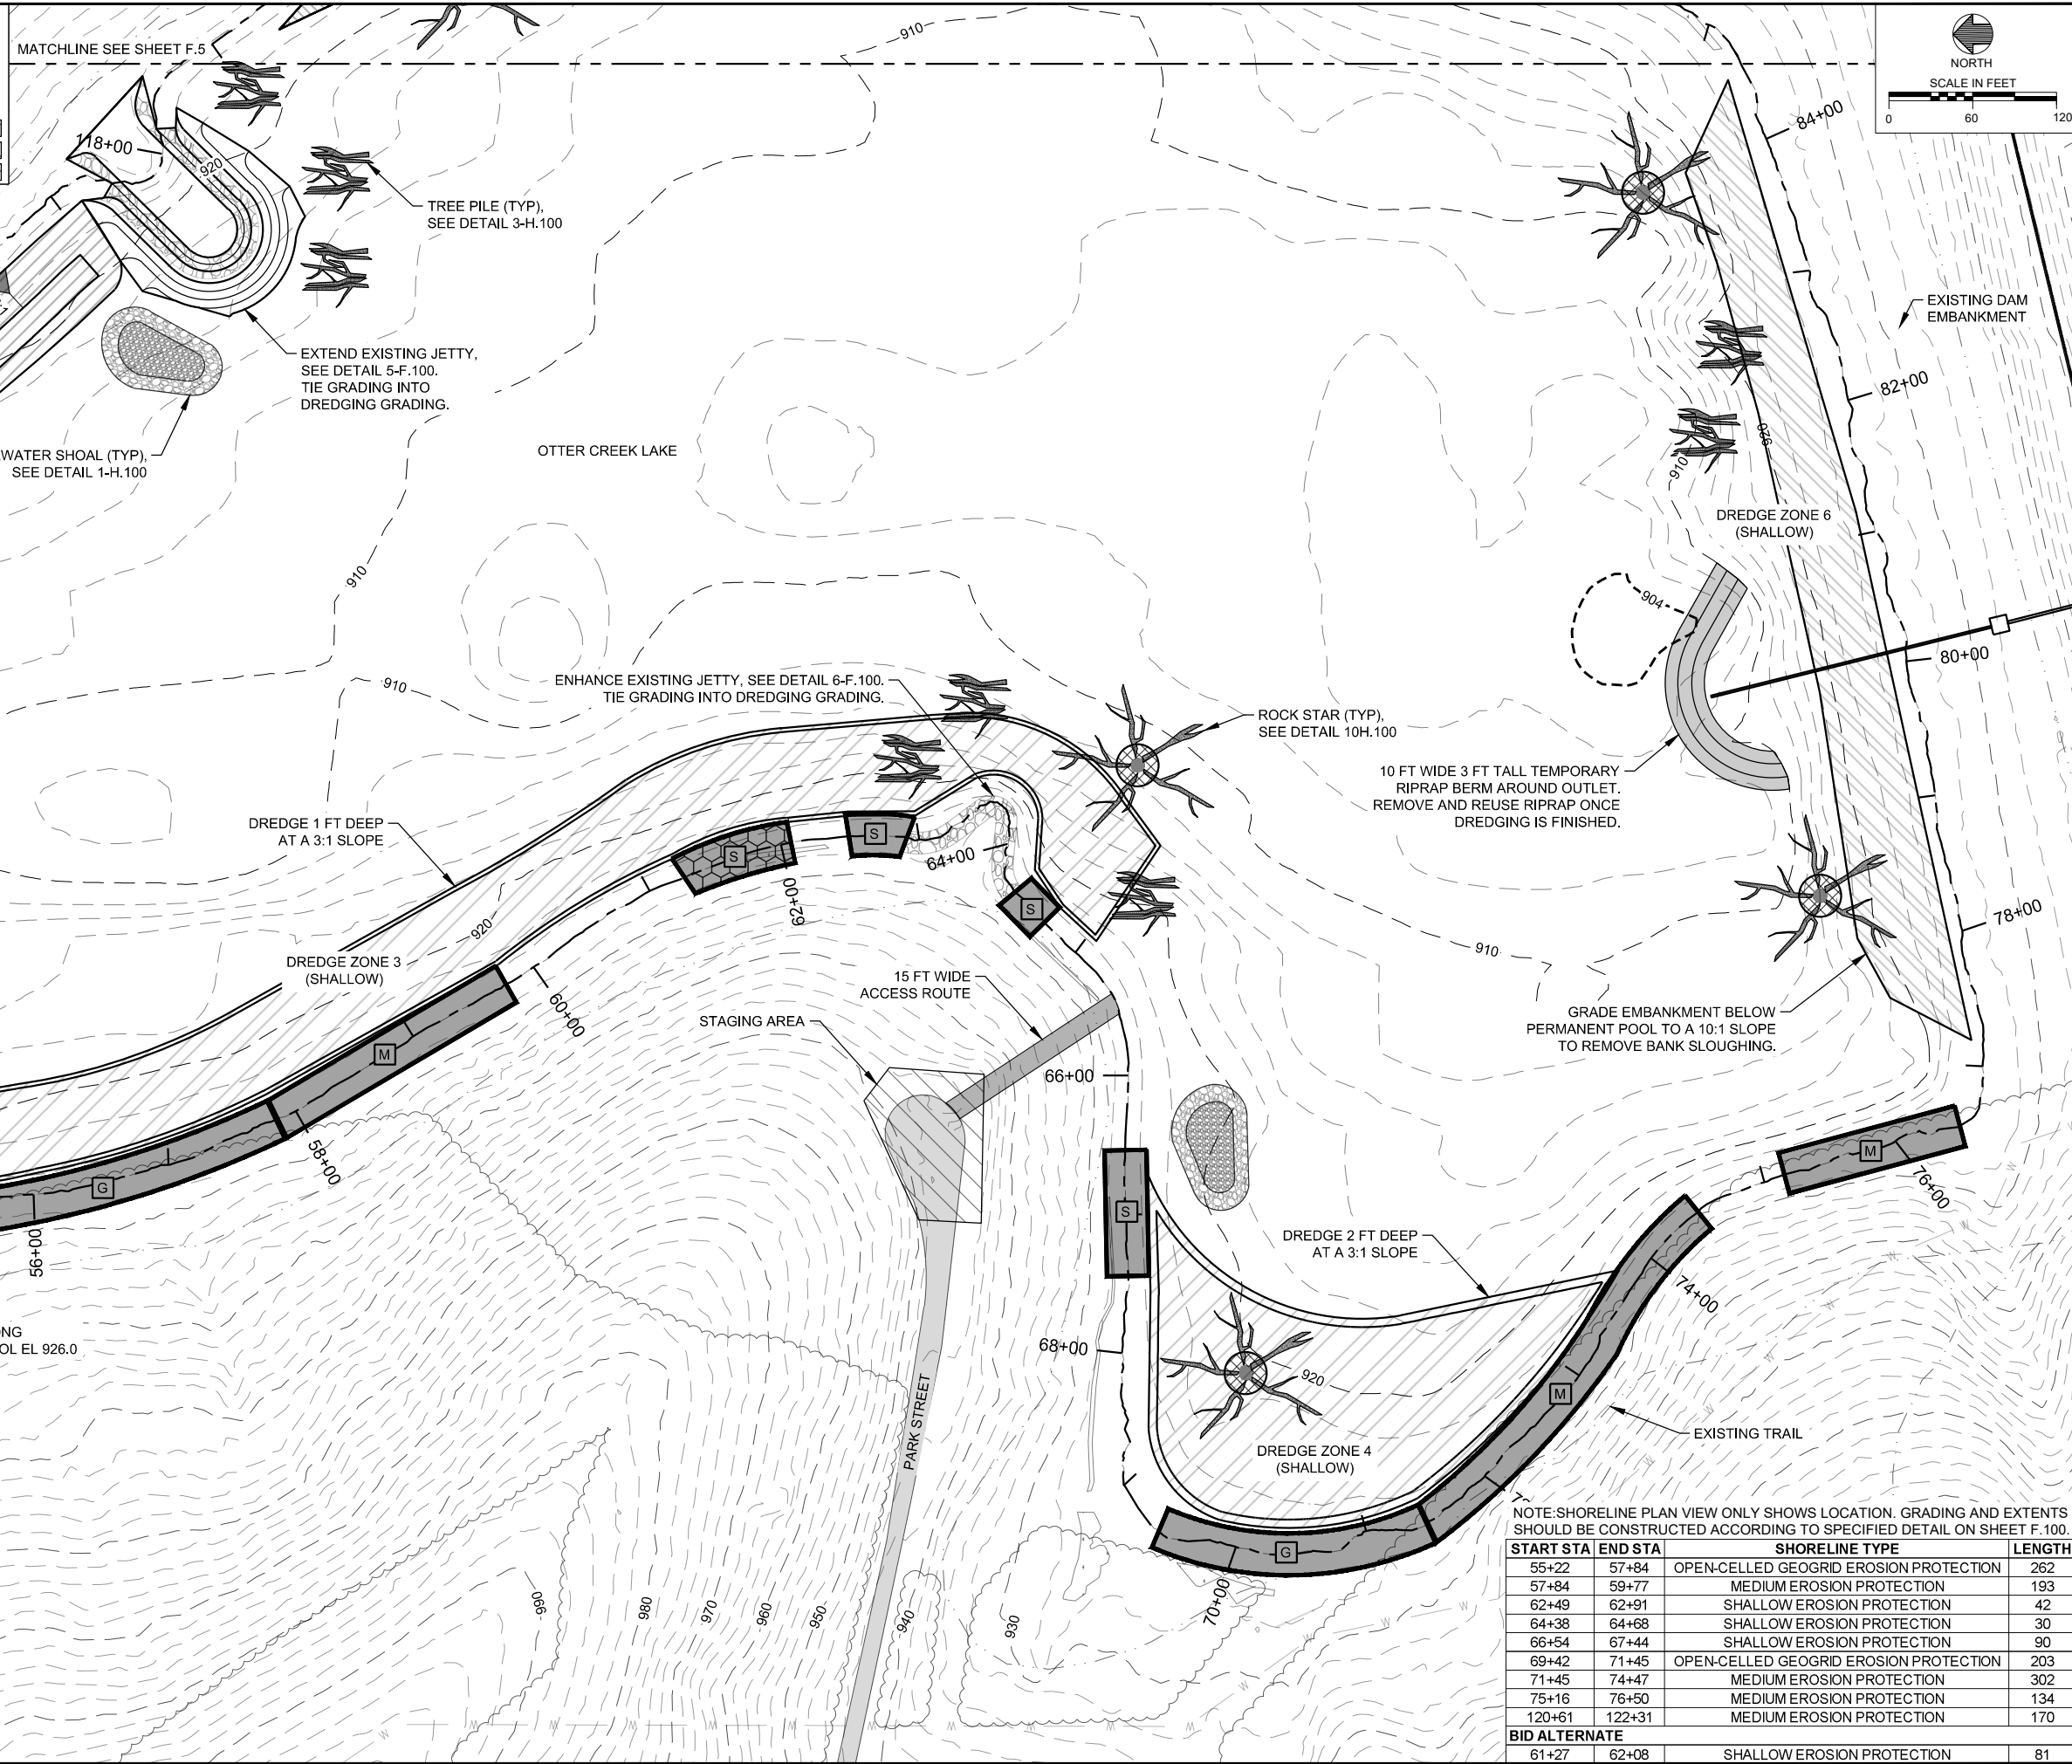 MATCHLINE SEE SHEET F.5
910
NORTH
SCALE IN FEET
0 60 120
84+00
118+00
920
TREE PILE (TYP),
SEE DETAIL 3-H.100
EXISTING DAM
EMBANKMENT
EXTEND EXISTING JETTY,
SEE DETAIL 5-F.100.
TIE GRADING INTO
DREDGING GRADING.
82+00
920
910
WATER SHOAL (TYP),
SEE DETAIL 1-H.100
OTTER CREEK LAKE
DREDGE ZONE 6
(SHALLOW)
910
904
80+00
910
ENHANCE EXISTING JETTY, SEE DETAIL 6-F.100.
TIE GRADING INTO DREDGING GRADING.
ROCK STAR (TYP),
SEE DETAIL 10H.100
10 FT WIDE 3 FT TALL TEMPORARY
RIPRAP BERM AROUND OUTLET.
REMOVE AND REUSE RIPRAP ONCE
DREDGING IS FINISHED.
DREDGE 1 FT DEEP
AT A 3:1 SLOPE
S
S
64+00
62+00
S
920
78+00
910
DREDGE ZONE 3
(SHALLOW)
15 FT WIDE
ACCESS ROUTE
60+00
STAGING AREA
GRADE EMBANKMENT BELOW
PERMANENT POOL TO A 10:1 SLOPE
TO REMOVE BANK SLOUGHING.
M
66+00
58+00
G
M
76+00
56+00
S
DREDGE 2 FT DEEP
AT A 3:1 SLOPE
74+00
NG
OL EL 926.0
68+00
920
M
PARK STREET
EXISTING TRAIL
DREDGE ZONE 4
(SHALLOW)
G
70+00
990
980
970
960
950
940
930
NOTE:SHORELINE PLAN VIEW ONLY SHOWS LOCATION. GRADING AND EXTENTS
SHOULD BE CONSTRUCTED ACCORDING TO SPECIFIED DETAIL ON SHEET F.100.
START STA END STA SHORELINE TYPE LENGTH
55+22 57+84 OPEN-CELLED GEOGRID EROSION PROTECTION 262
57+84 59+77 MEDIUM EROSION PROTECTION 193
62+49 62+91 SHALLOW EROSION PROTECTION 42
64+38 64+68 SHALLOW EROSION PROTECTION 30
66+54 67+44 SHALLOW EROSION PROTECTION 90
69+42 71+45 OPEN-CELLED GEOGRID EROSION PROTECTION 203
71+45 74+47 MEDIUM EROSION PROTECTION 302
75+16 76+50 MEDIUM EROSION PROTECTION 134
120+61 122+31 MEDIUM EROSION PROTECTION 170
BID ALTERNATE
61+27 62+08 SHALLOW EROSION PROTECTION 81